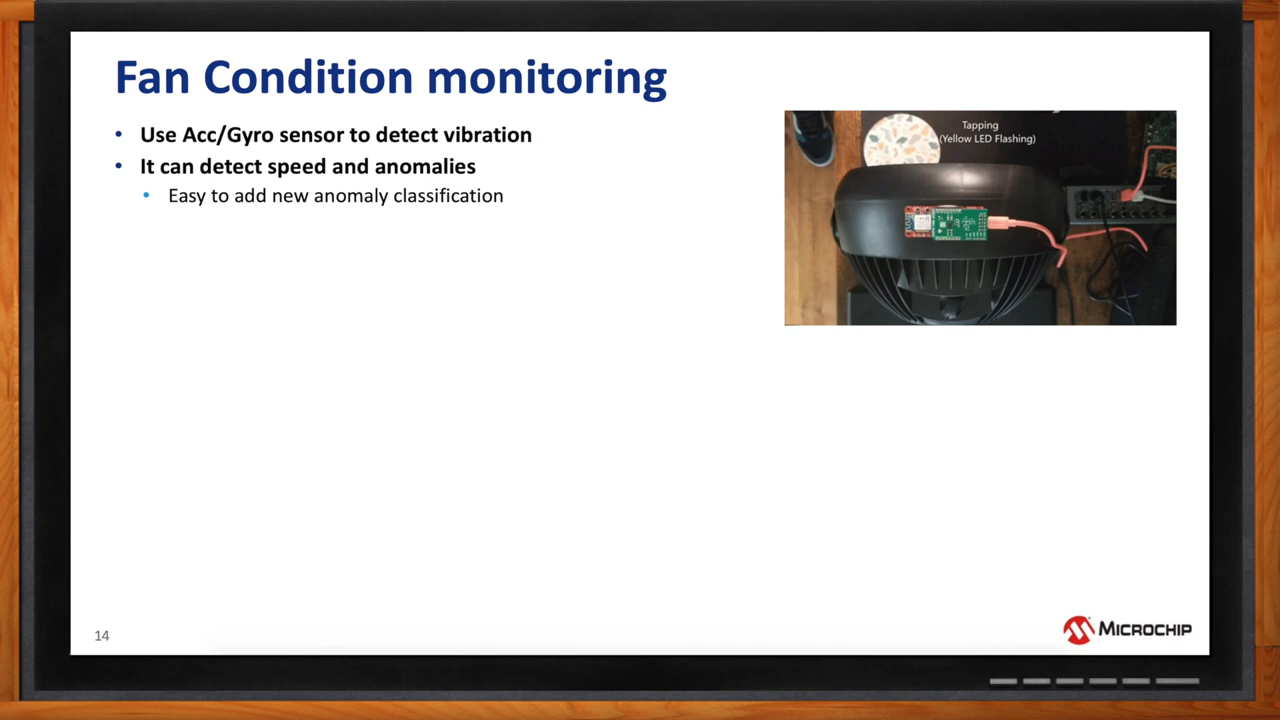 Fan Condition monitoring
• Use Acc/Gyro sensor to detect vibration
• It can detect speed and anomalies
• Easy to add new anomaly classification
Tapping
(Yellow LED Flashing)
14
MICROCHIP